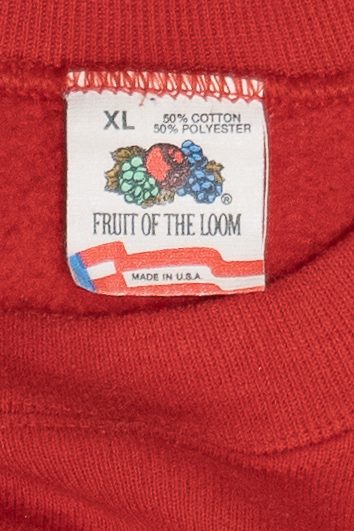 XL
50% COTTON
50% POLYESTER
®
FRUIT OF THE LOOM
MADE IN U.S.A.